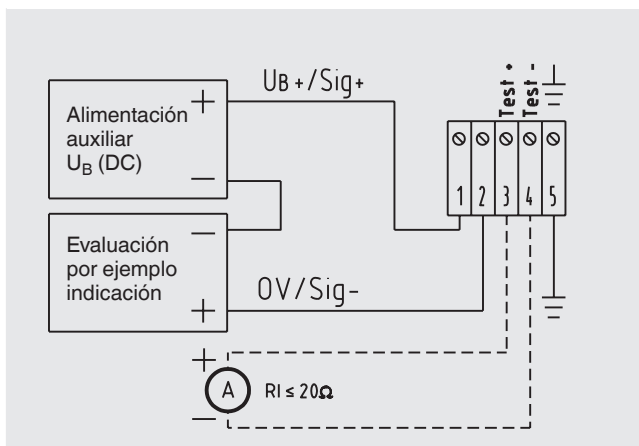 Alimentación
auxiliar
U_B (DC)
+
−
UB+/Sig+
Test +
Test -
1 2 3 4 5
Evaluación
por ejemplo
indicación
−
+
0V/Sig-
+
A
−
RI ≤ 20Ω